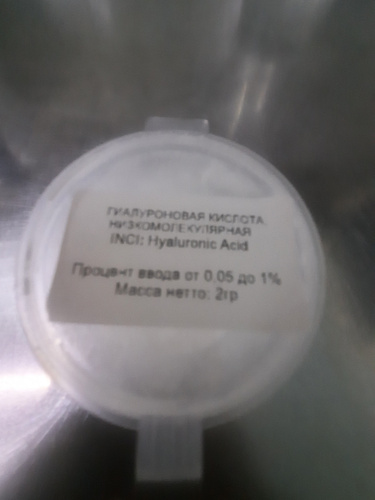 ГИАЛУРОНОВАЯ КИСЛОТА
НИЗКОМОЛЕКУЛЯРНАЯ
INCI: Hyaluronic Acid
Процент ввода от 0.05 до 1%
Масса нетто: 2гр